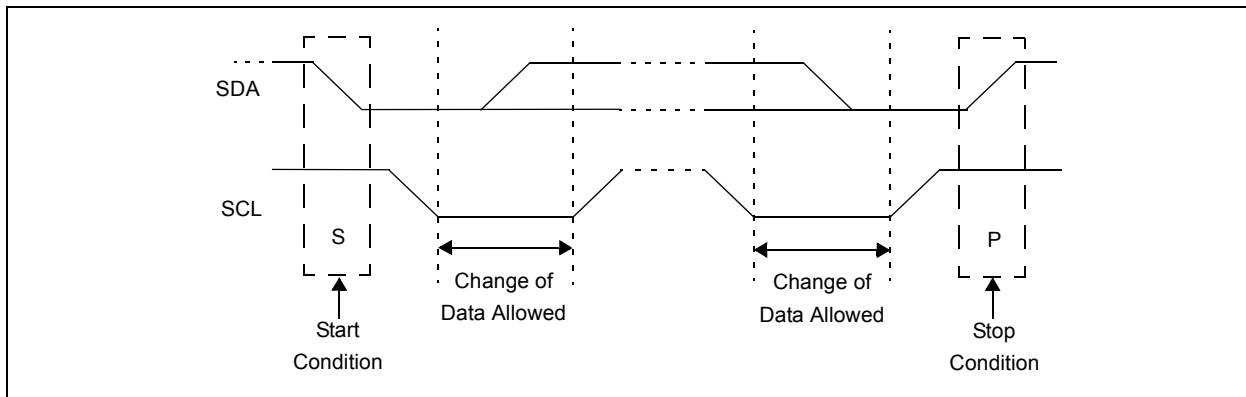 SDA
SCL
S
P
Change of
Data Allowed
Change of
Data Allowed
Start
Condition
Stop
Condition